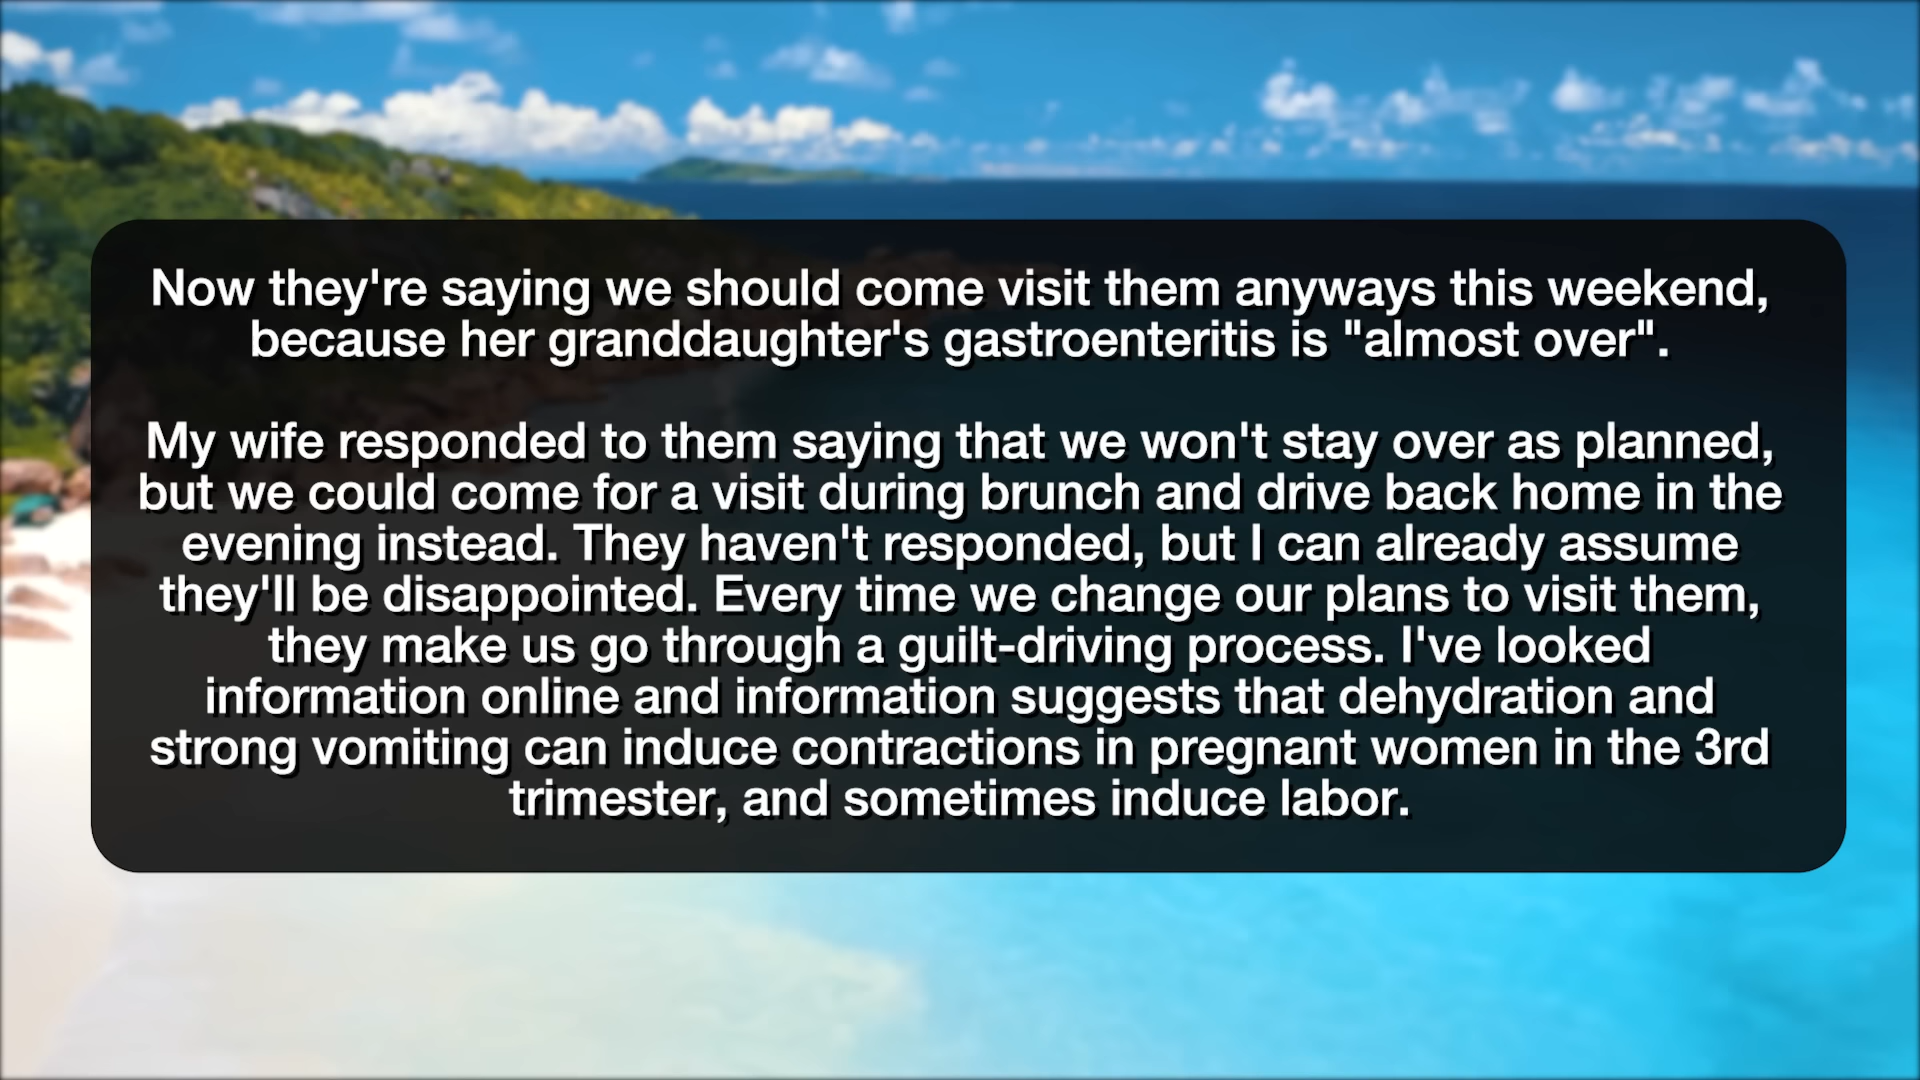 Now they're saying we should come visit them anyways this weekend,
because her granddaughter's gastroenteritis is "almost over".
My wife responded to them saying that we won't stay over as planned,
but we could come for a visit during brunch and drive back home in the
evening instead. They haven't responded, but I can already assume
they'll be disappointed. Every time we change our plans to visit them,
they make us go through a guilt-driving process. I've looked
information online and information suggests that dehydration and
strong vomiting can induce contractions in pregnant women in the 3rd
trimester, and sometimes induce labor.